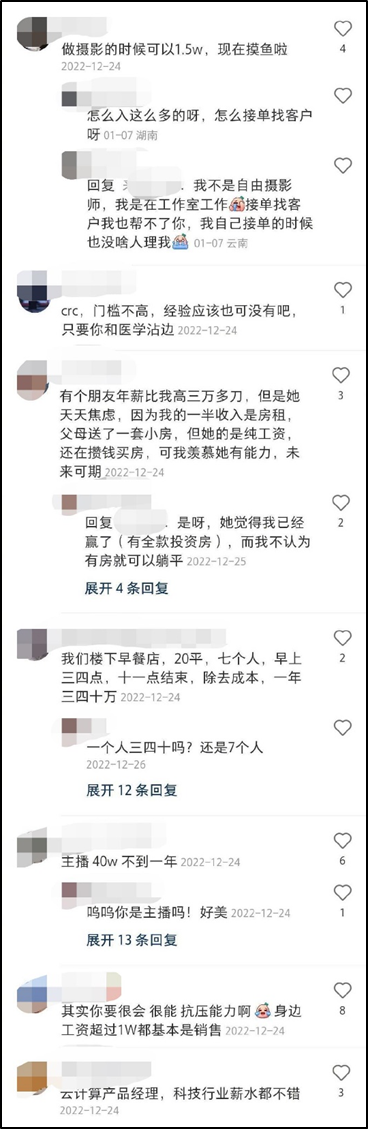 做摄影的时候可以1.5w，现在摸鱼啦
4
2022-12-24
怎么入这么多的呀，怎么接单找客户
呀 01-07 湖南
回复 . 我不是自由摄影
师，我是在工作室工作接单找客
户我也帮不了你，我自己接单的时候
也没啥人理我 01-07 云南
crc，门槛不高，经验应该也可没有吧，
1
只要你和医学沾边 2022-12-24
3
有个朋友年薪比我高三万多刀，但是她
天天焦虑，因为我的一半收入是房租，
父母送了一套小房，但她的是纯工资，
还在攒钱买房，可我羡慕她有能力，未
来可期 2022-12-24
回复 . 是呀，她觉得我已经
2
赢了（有全款投资房），而我不认为
有房就可以躺平 2022-12-25
展开 4 条回复
我们楼下早餐店，20平，七个人，早上
2
三四点，十一点结束，除去成本，一年
三四十万 2022-12-24
一个人三四十吗？还是7个人
2022-12-26
展开 12 条回复
主播 40w 不到一年 2022-12-24
6
呜呜你是主播吗！好美 2022-12-24
1
展开 13 条回复
其实你要很会 很能 抗压能力啊 身边
8
工资超过1W都基本是销售 2022-12-24
云计算产品经理，科技行业薪水都不错
3
2022-12-24